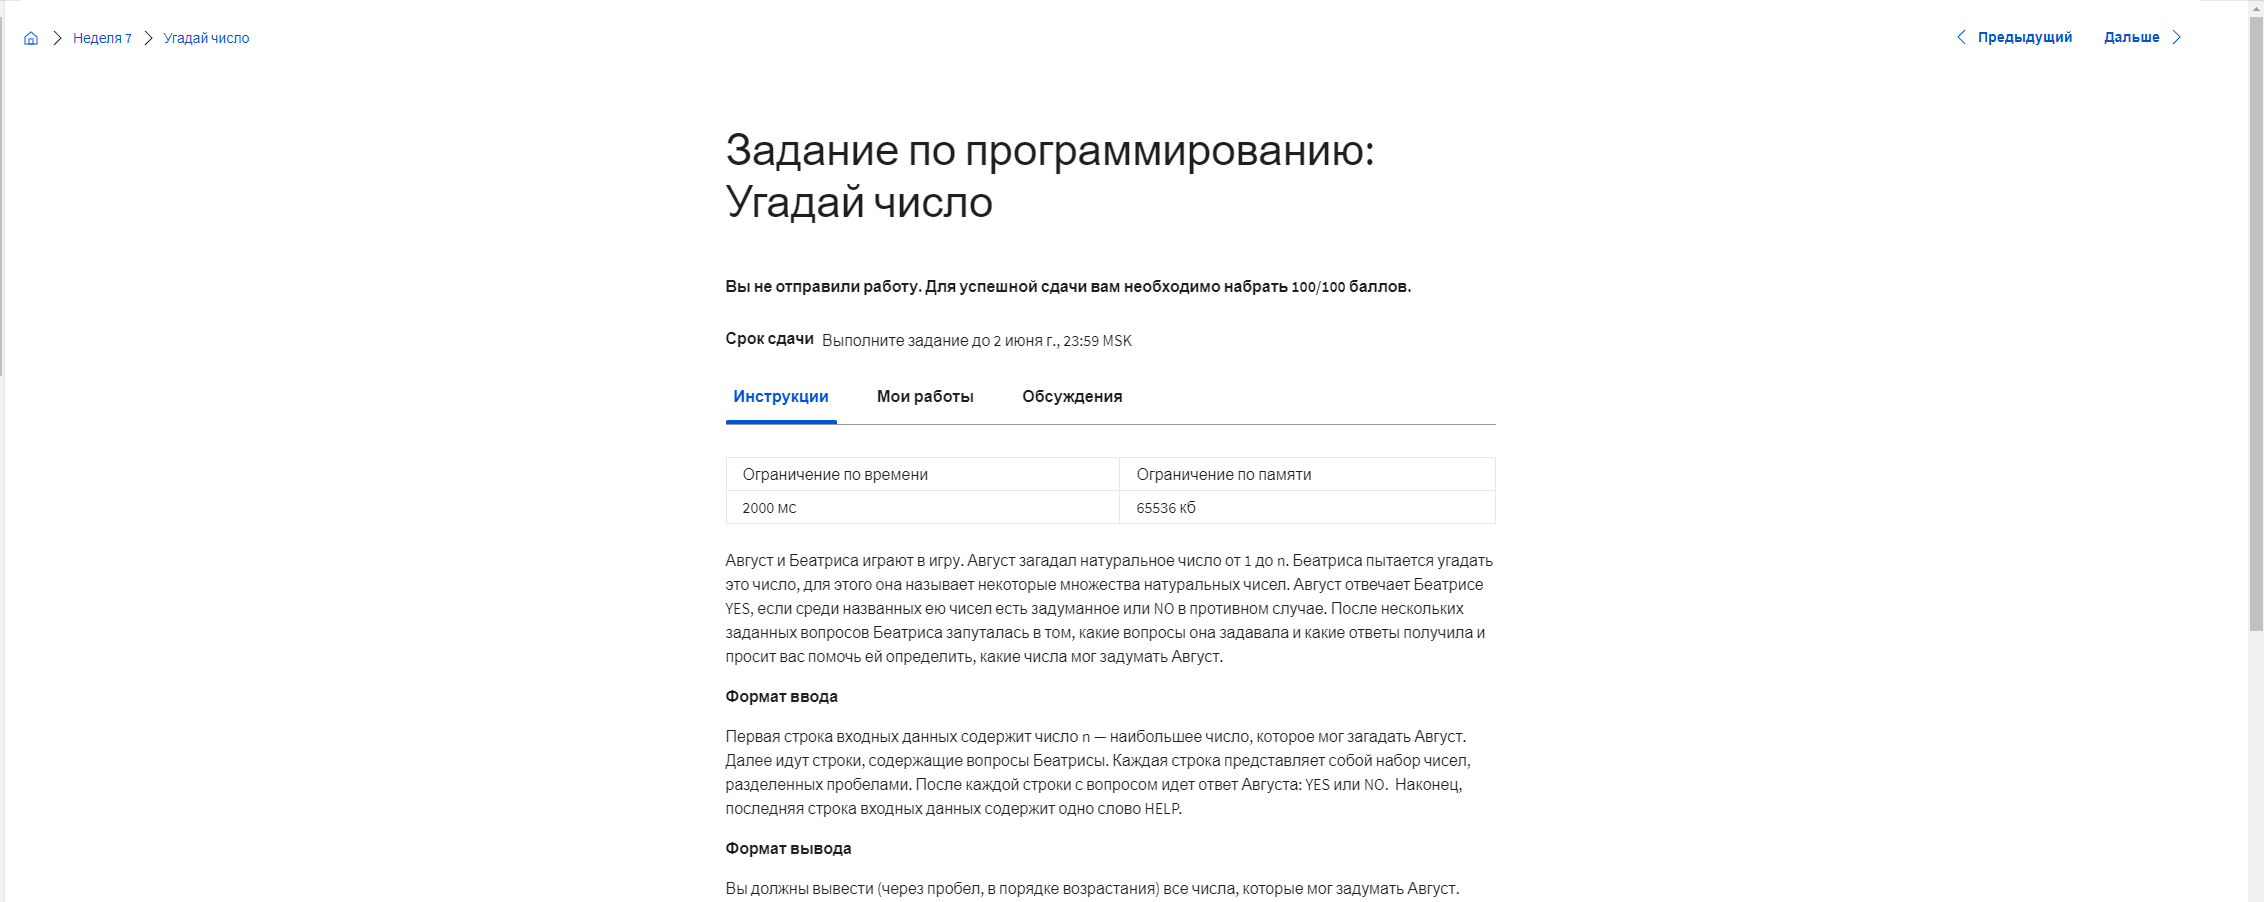 Неделя 7 Угадай число
Предыдущий Дальше
Задание по программированию:
Угадай число
Вы не отправили работу. Для успешной сдачи вам необходимо набрать 100/100 баллов.
Срок сдачи Выполните задание до 2 июня г., 23:59 MSK
Инструкции Мои работы Обсуждения
Ограничение по времени Ограничение по памяти
2000 мс 65536 кб
Август и Беатриса играют в игру. Август загадал натуральное число от 1 до n. Беатриса пытается угадать
это число, для этого она называет некоторые множества натуральных чисел. Август отвечает Беатрисе
YES, если среди названных ею чисел есть задуманное или NO в противном случае. После нескольких
заданных вопросов Беатриса запуталась в том, какие вопросы она задавала и какие ответы получила и
просит вас помочь ей определить, какие числа мог задумать Август.
Формат ввода
Первая строка входных данных содержит число n — наибольшее число, которое мог загадать Август.
Далее идут строки, содержащие вопросы Беатрисы. Каждая строка представляет собой набор чисел,
разделенных пробелами. После каждой строки с вопросом идет ответ Августа: YES или NO. Наконец,
последняя строка входных данных содержит одно слово HELP.
Формат вывода
Вы должны вывести (через пробел, в порядке возрастания) все числа, которые мог задумать Август.